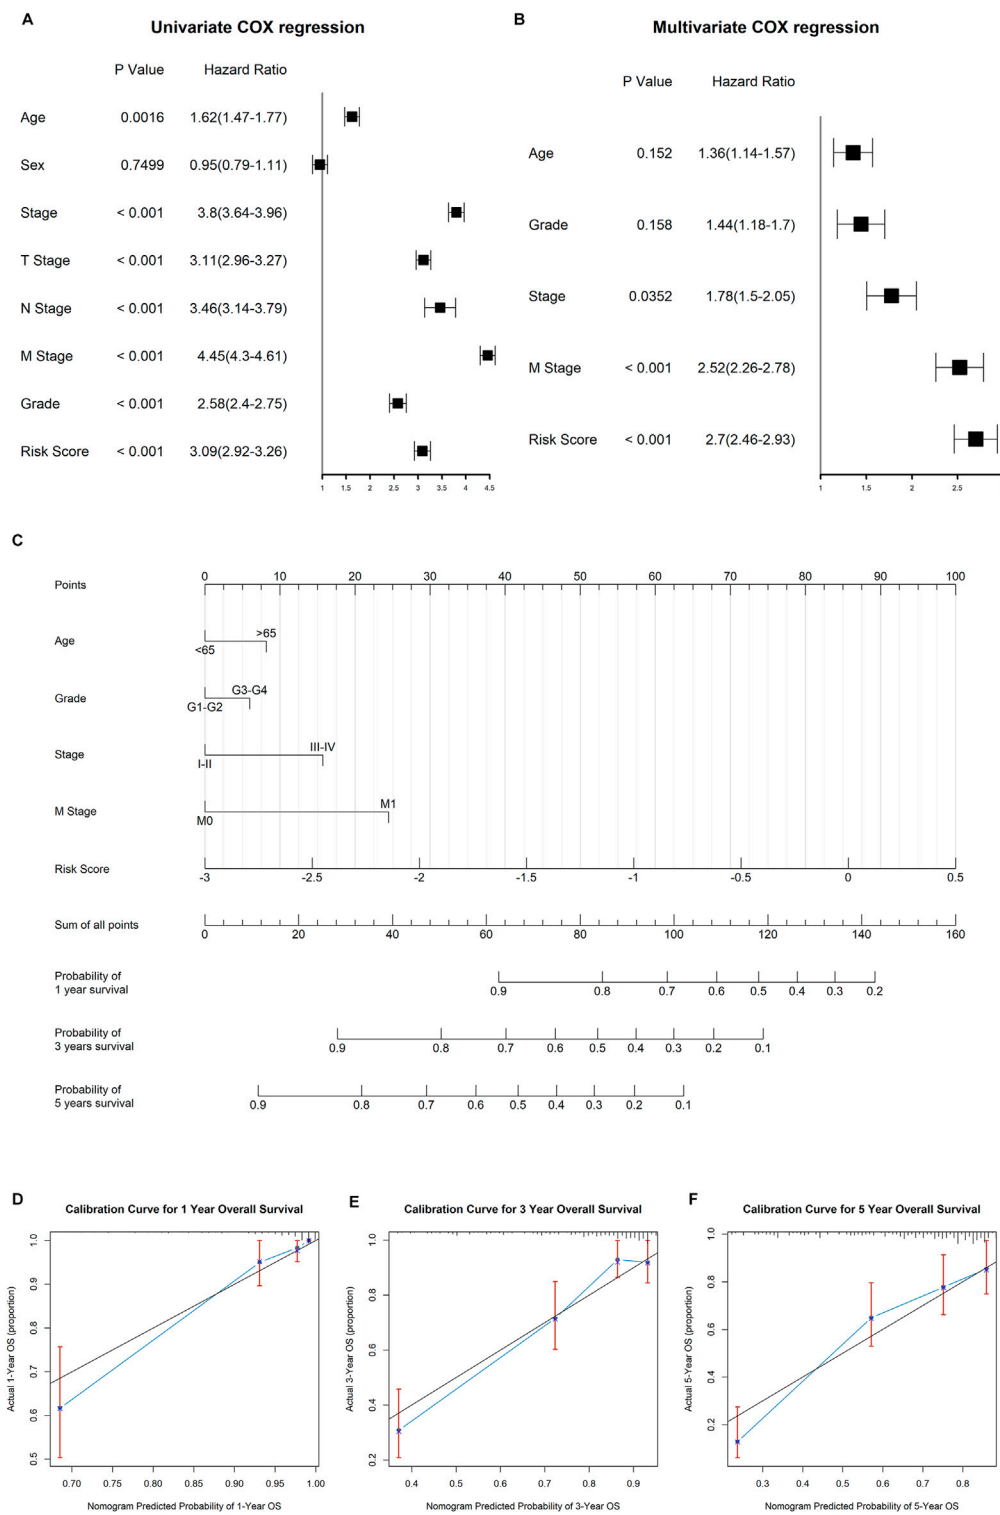 A
Univariate COX regression
P Value Hazard Ratio
Age 0.0016 1.62(1.47-1.77)
Sex 0.7499 0.95(0.79-1.11)
Stage < 0.001 3.8(3.64-3.96)
T Stage < 0.001 3.11(2.96-3.27)
N Stage < 0.001 3.46(3.14-3.79)
M Stage < 0.001 4.45(4.3-4.61)
Grade < 0.001 2.58(2.4-2.75)
Risk Score < 0.001 3.09(2.92-3.26)
1 1.5 2 2.5 3 3.5 4 4.5
B
Multivariate COX regression
P Value Hazard Ratio
Age 0.152 1.36(1.14-1.57)
Grade 0.158 1.44(1.18-1.7)
Stage 0.0352 1.78(1.5-2.05)
M Stage < 0.001 2.52(2.26-2.78)
Risk Score < 0.001 2.7(2.46-2.93)
1 1.5 2 2.5
C
Points 0 10 20 30 40 50 60 70 80 90 100
>65
Age
<65
G3-G4
Grade
G1-G2
III-IV
Stage
I-II
M1
M Stage
M0
Risk Score
-3 -2.5 -2 -1.5 -1 -0.5 0 0.5
Sum of all points
0 20 40 60 80 100 120 140 160
Probability of
1 year survival
0.9 0.8 0.7 0.6 0.5 0.4 0.3 0.2
Probability of
3 years survival
0.9 0.8 0.7 0.6 0.5 0.4 0.3 0.2 0.1
Probability of
5 years survival
0.9 0.8 0.7 0.6 0.5 0.4 0.3 0.2 0.1
D
Calibration Curve for 1 Year Overall Survival
Actual 1-Year OS (proportion)
1.0
0.9
0.8
0.7
0.6
0.5
0.70 0.75 0.80 0.85 0.90 0.95 1.00
Nomogram Predicted Probability of 1-Year OS
E
Calibration Curve for 3 Year Overall Survival
Actual 3-Year OS (proportion)
1.0
0.8
0.6
0.4
0.2
0.4 0.5 0.6 0.7 0.8 0.9
Nomogram Predicted Probability of 3-Year OS
F
Calibration Curve for 5 Year Overall Survival
Actual 5-Year OS (proportion)
1.0
0.8
0.6
0.4
0.2
0.3 0.4 0.5 0.6 0.7 0.8
Nomogram Predicted Probability of 5-Year OS